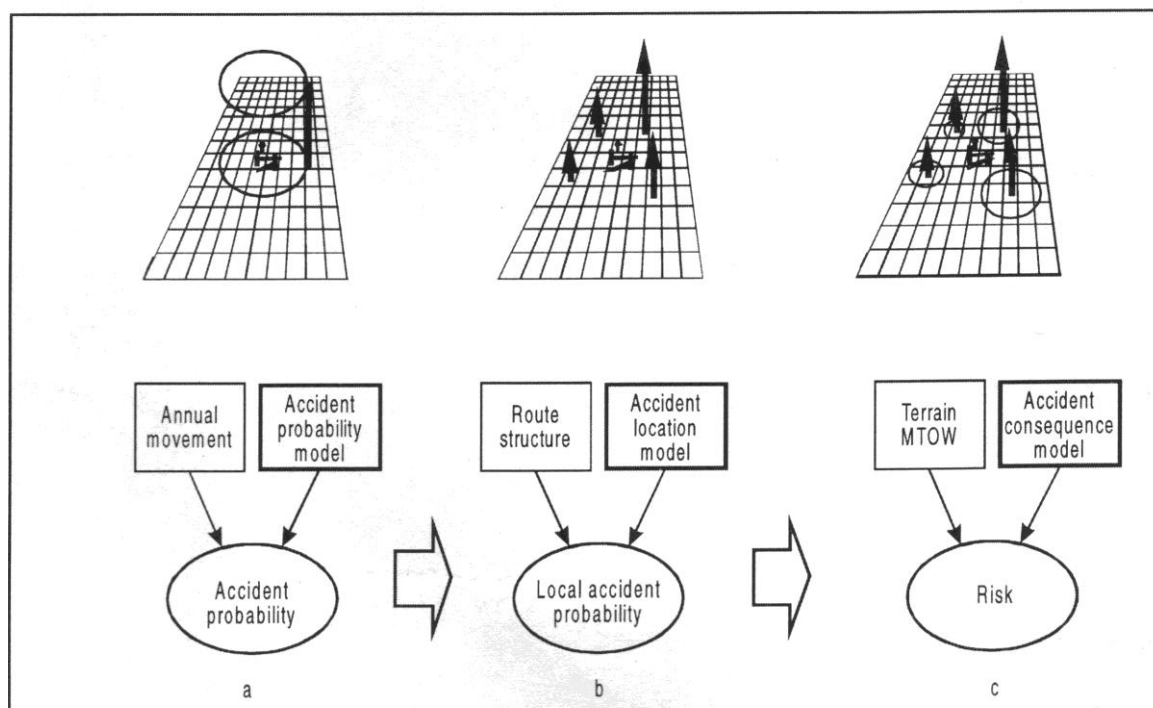 Annual
movement
Accident
probability
model
Route
structure
Accident
location
model
Terrain
MTOW
Accident
consequence
model
Accident
probability
Local accident
probability
Risk
a
b
c